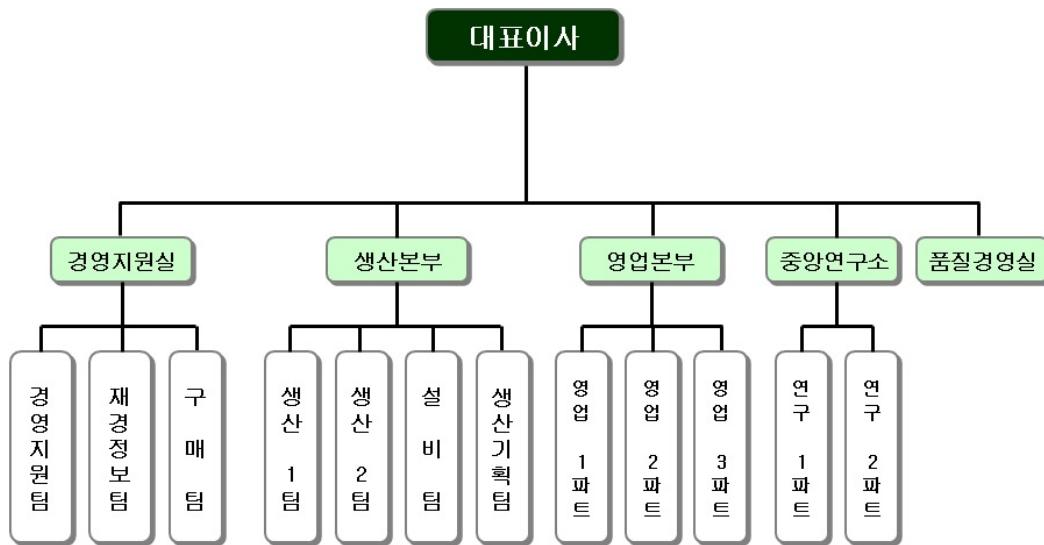 대표이사
경영지원실
생산본부
영업본부
중앙연구소
품질경영실
경영지원팀
재경정보팀
구매팀
생산 1팀
생산 2팀
설비팀
생산기획팀
영업 1파트
영업 2파트
영업 3파트
연구 1파트
연구 2파트